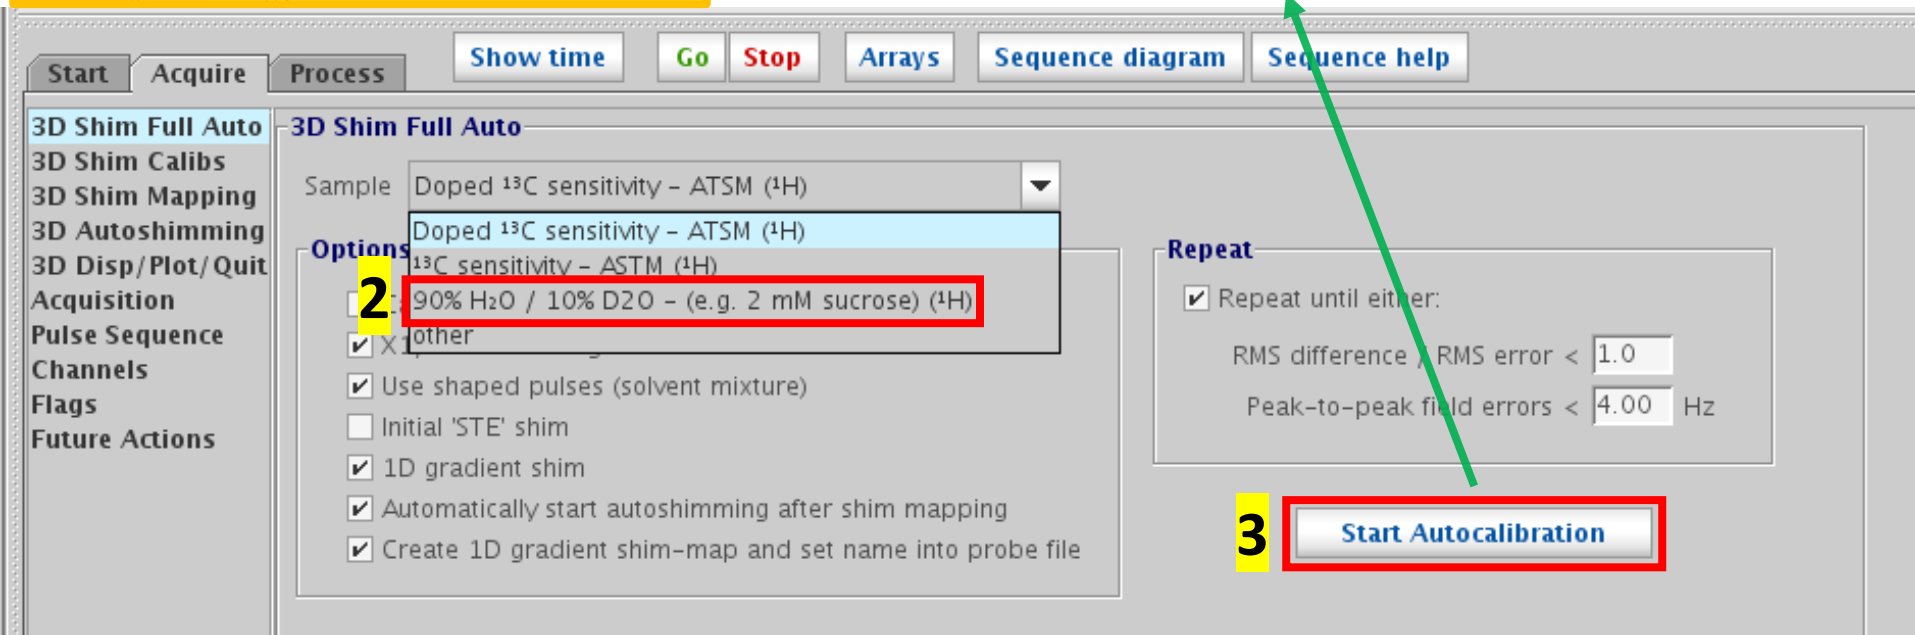 Show time Go Stop Arrays Sequence diagram Sequence help
Start Acquire Process
3D Shim Full Auto
3D Shim Calibs
3D Shim Mapping
3D Autoshimming
3D Disp/Plot/Quit
Acquisition
Pulse Sequence
Channels
Flags
Future Actions
3D Shim Full Auto
Sample Doped ¹³C sensitivity – ATSM (¹H)
Doped ¹³C sensitivity – ATSM (¹H)
¹³C sensitivity – ASTM (¹H)
2 90% H₂O / 10% D2O – (e.g. 2 mM sucrose) (¹H)
other
Options
Use shaped pulses (solvent mixture)
Initial 'STE' shim
1D gradient shim
Automatically start autoshimming after shim mapping
Create 1D gradient shim-map and set name into probe file
Repeat
Repeat until either:
RMS difference / RMS error < 1.0
Peak-to-peak field errors < 4.00 Hz
3 Start Autocalibration